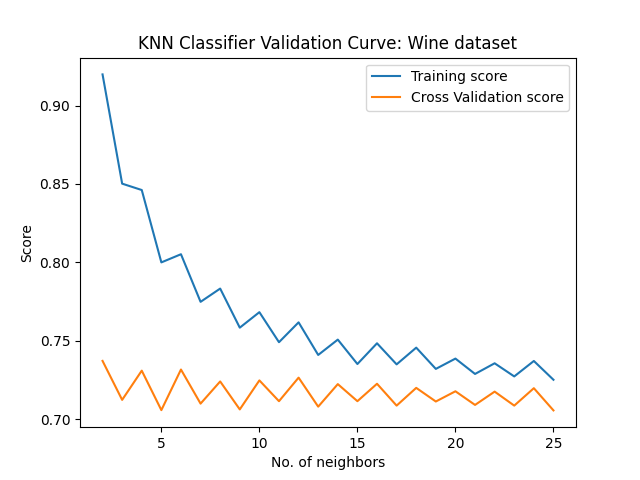 KNN Classifier Validation Curve: Wine dataset
Training score
Cross Validation score
0.90
0.85
0.80
0.75
0.70
Score
5 10 15 20 25
No. of neighbors